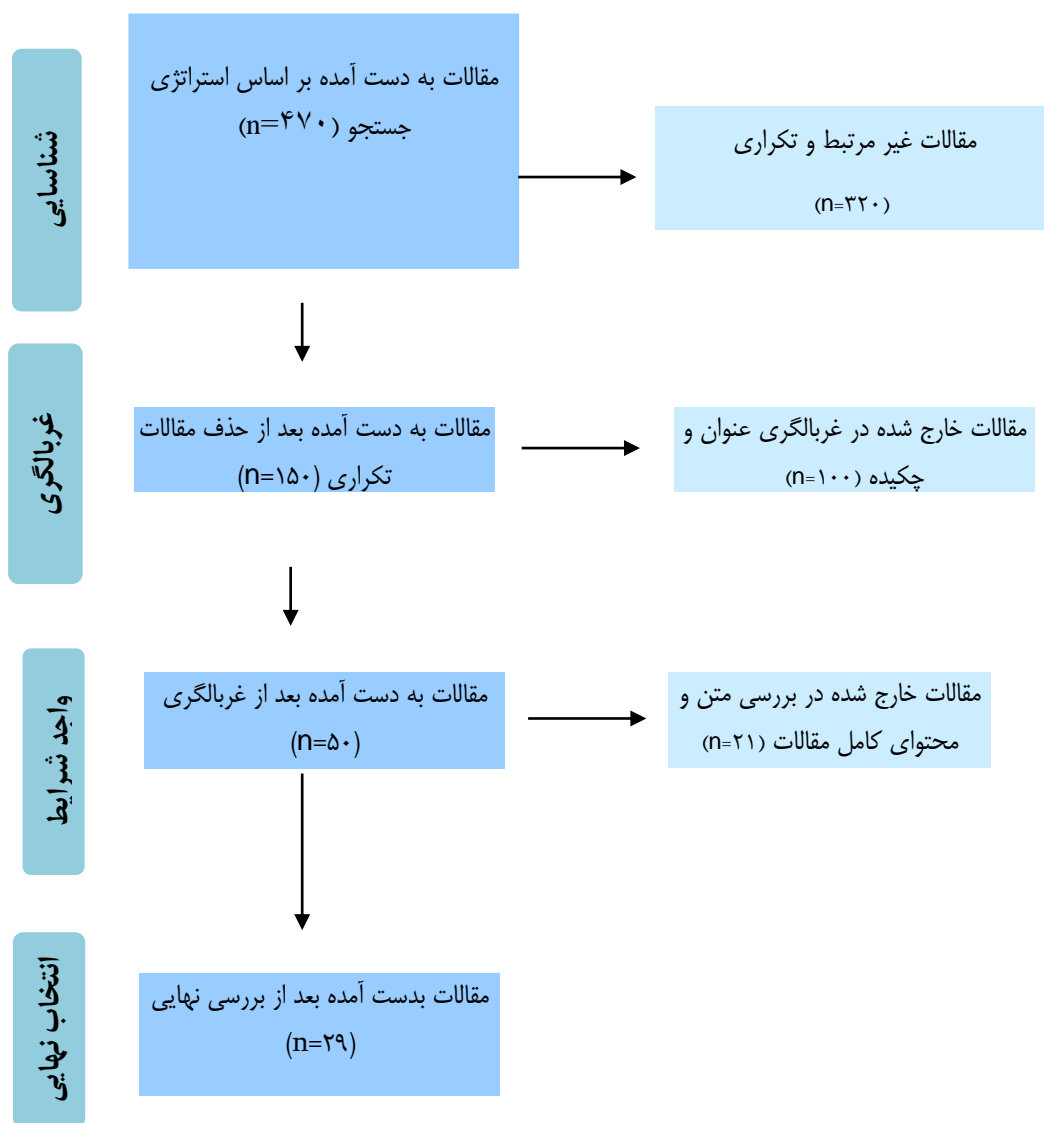 شناسایی
مقالات به دست آمده بر اساس استراتژی
جستجو (n=۴۷۰)
مقالات غیر مرتبط و تکراری
(n=۳۲۰)
غربالگری
مقالات به دست آمده بعد از حذف مقالات
تکراری (n=۱۵۰)
مقالات خارج شده در غربالگری عنوان و
چکیده (n=۱۰۰)
واجد شرایط
مقالات به دست آمده بعد از غربالگری
(n=۵۰)
مقالات خارج شده در بررسی متن و
محتوای کامل مقالات (n=۲۱)
انتخاب نهایی
مقالات بدست آمده بعد از بررسی نهایی
(n=۲۹)